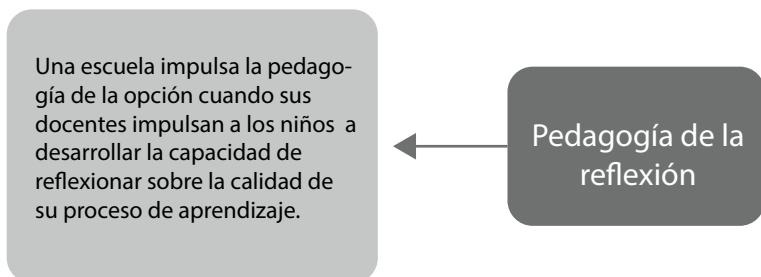 Una escuela impulsa la pedago-
gía de la opción cuando sus
docentes impulsan a los niños a
desarrollar la capacidad de
reflexionar sobre la calidad de
su proceso de aprendizaje.
Pedagogía de la
reflexión